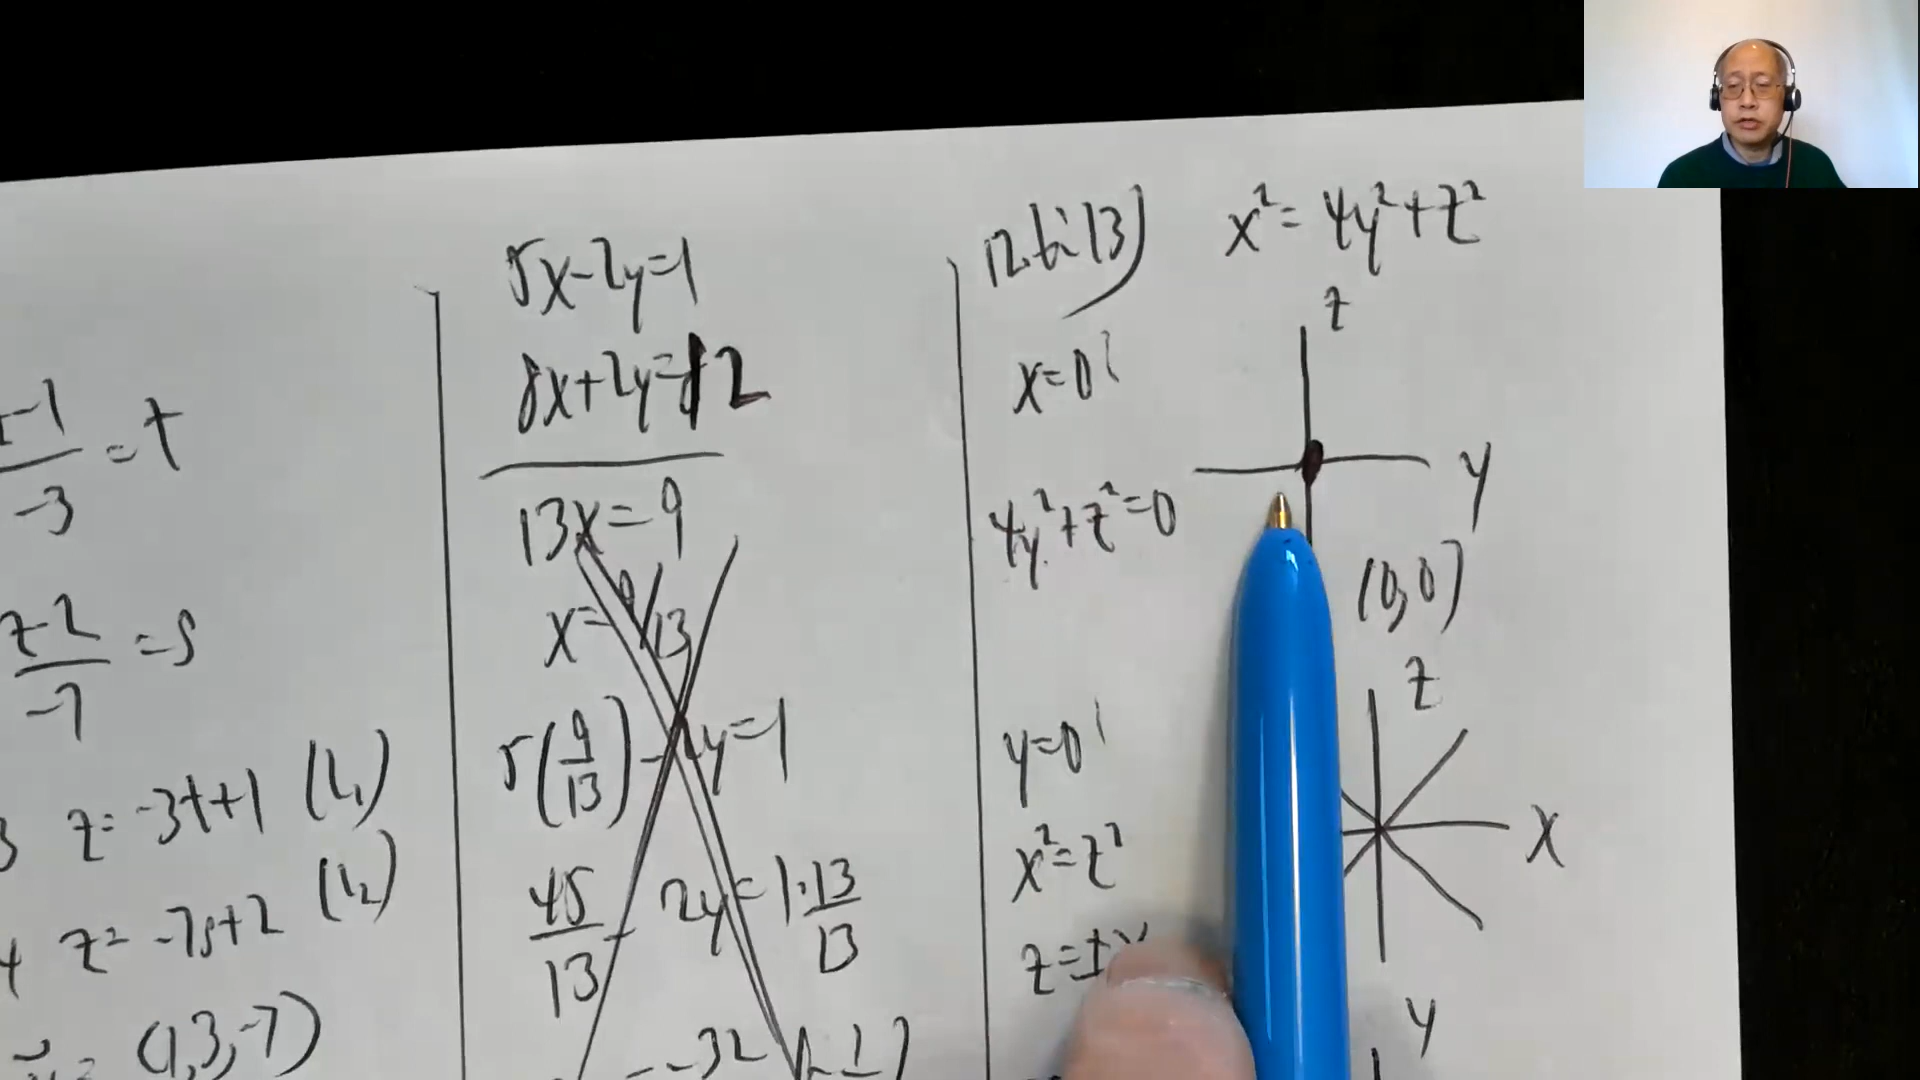 -1/-3 = t
z-2/-7 = s
3 z = -3t+1 (L₁)
4 z = -7s+2 (L₂)
= (1,3,-7)
5x-2y=1
8x+2y=12
13x=9
x=9/13
5(9/13)-2y=1
45/13 - 2y = 1·13/13
12.6: 13) x² = 4y²+z²
z
x=0:
y
4y²+z²=0
(0,0)
z
y=0:
x
x²=z²
z=±x
y